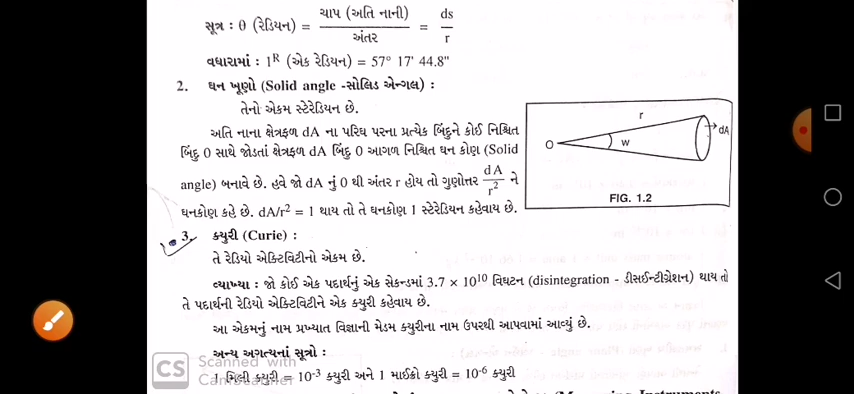 સૂત્ર : θ (રેડિયન) = ચાપ (અતિ નાની) / અંતર = ds / r
વધારામાં : 1ᴿ (એક રેડિયન) = 57° 17' 44.8"
2. ઘન ખૂણો (Solid angle -સોલિડ એન્ગલ) :
તેનો એકમ સ્ટેરેડિયન છે.
અતિ નાના ક્ષેત્રફળ dA ના પરિઘ પરના પ્રત્યેક બિંદુને કોઈ નિશ્ચિત
બિંદુ 0 સાથે જોડતાં ક્ષેત્રફળ dA બિંદુ 0 આગળ નિશ્ચિત ઘન કોણ (Solid
angle) બનાવે છે. હવે જો dA નું 0 થી અંતર r હોય તો ગુણોત્તર dA / r² ને
ઘનકોણ કહે છે. dA/r² = 1 થાય તો તે ઘનકોણ 1 સ્ટેરેડિયન કહેવાય છે.
r
O
w
dA
FIG. 1.2
3. ક્યુરી (Curie) :
તે રેડિયો એક્ટિવિટીનો એકમ છે.
વ્યાખ્યા : જો કોઈ એક પદાર્થનું એક સેકન્ડમાં 3.7 × 10¹⁰ વિઘટન (disintegration - ડીસઈન્ટીગ્રેશન) થાય તો
તે પદાર્થની રેડિયો એક્ટિવિટીને એક ક્યુરી કહેવાય છે.
આ એકમનું નામ પ્રખ્યાત વિજ્ઞાની મેડમ ક્યુરીના નામ ઉપરથી આપવામાં આવ્યું છે.
અન્ય અગત્યનાં સૂત્રો :
1 મિલી ક્યુરી = 10⁻³ ક્યુરી અને 1 માઈક્રો ક્યુરી = 10⁻⁶ ક્યુરી
CS Scanned with
CamScanner